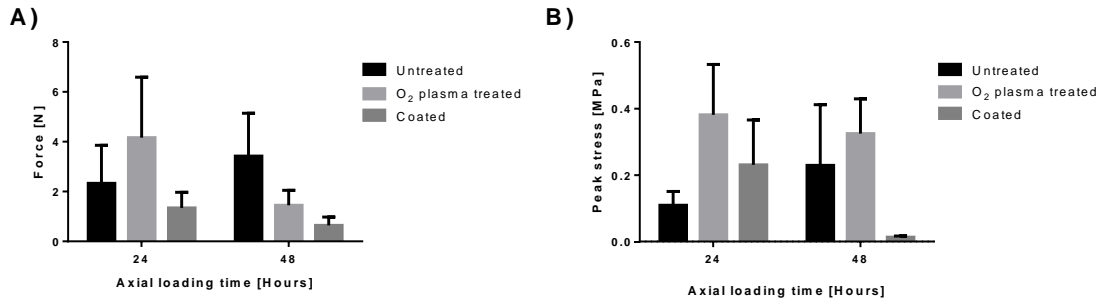 A)
Force [N]
8
6
4
2
0
24
48
Axial loading time [Hours]
Untreated
O₂ plasma treated
Coated
B)
Peak stress [MPa]
0.6
0.4
0.2
0.0
24
48
Axial loading time [Hours]
Untreated
O₂ plasma treated
Coated